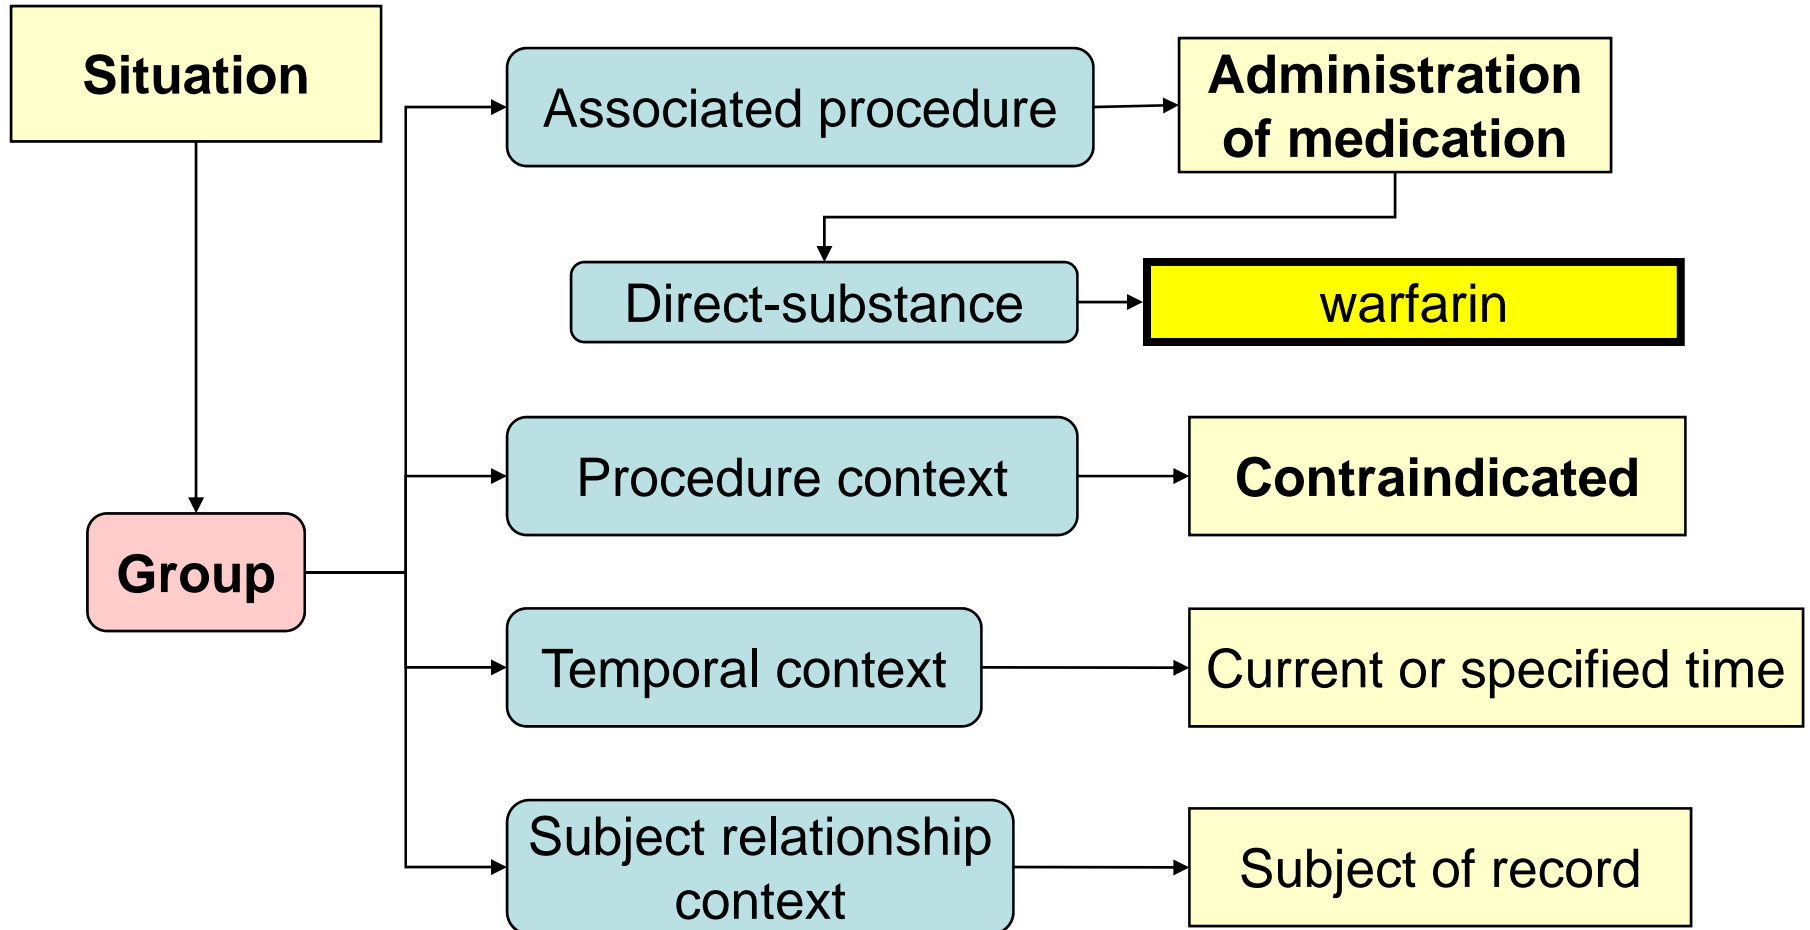 Situation
Associated procedure
Administration
of medication
Direct-substance
warfarin
Procedure context
Contraindicated
Group
Temporal context
Current or specified time
Subject relationship
context
Subject of record